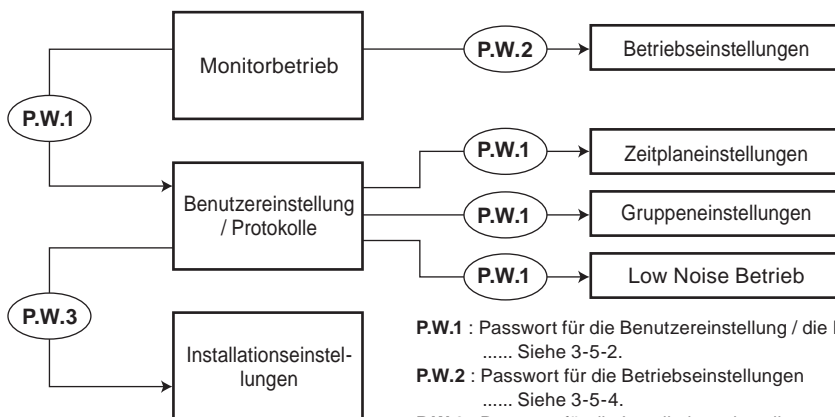 P.W.1
Monitorbetrieb
P.W.2
Betriebseinstellungen
Benutzereinstellung
/ Protokolle
P.W.1
Zeitplaneinstellungen
P.W.1
Gruppeneinstellungen
P.W.1
Low Noise Betrieb
P.W.3
Installationseinstel-
lungen
P.W.1 : Passwort für die Benutzereinstellung / die
...... Siehe 3-5-2.
P.W.2 : Passwort für die Betriebseinstellungen
...... Siehe 3-5-4.